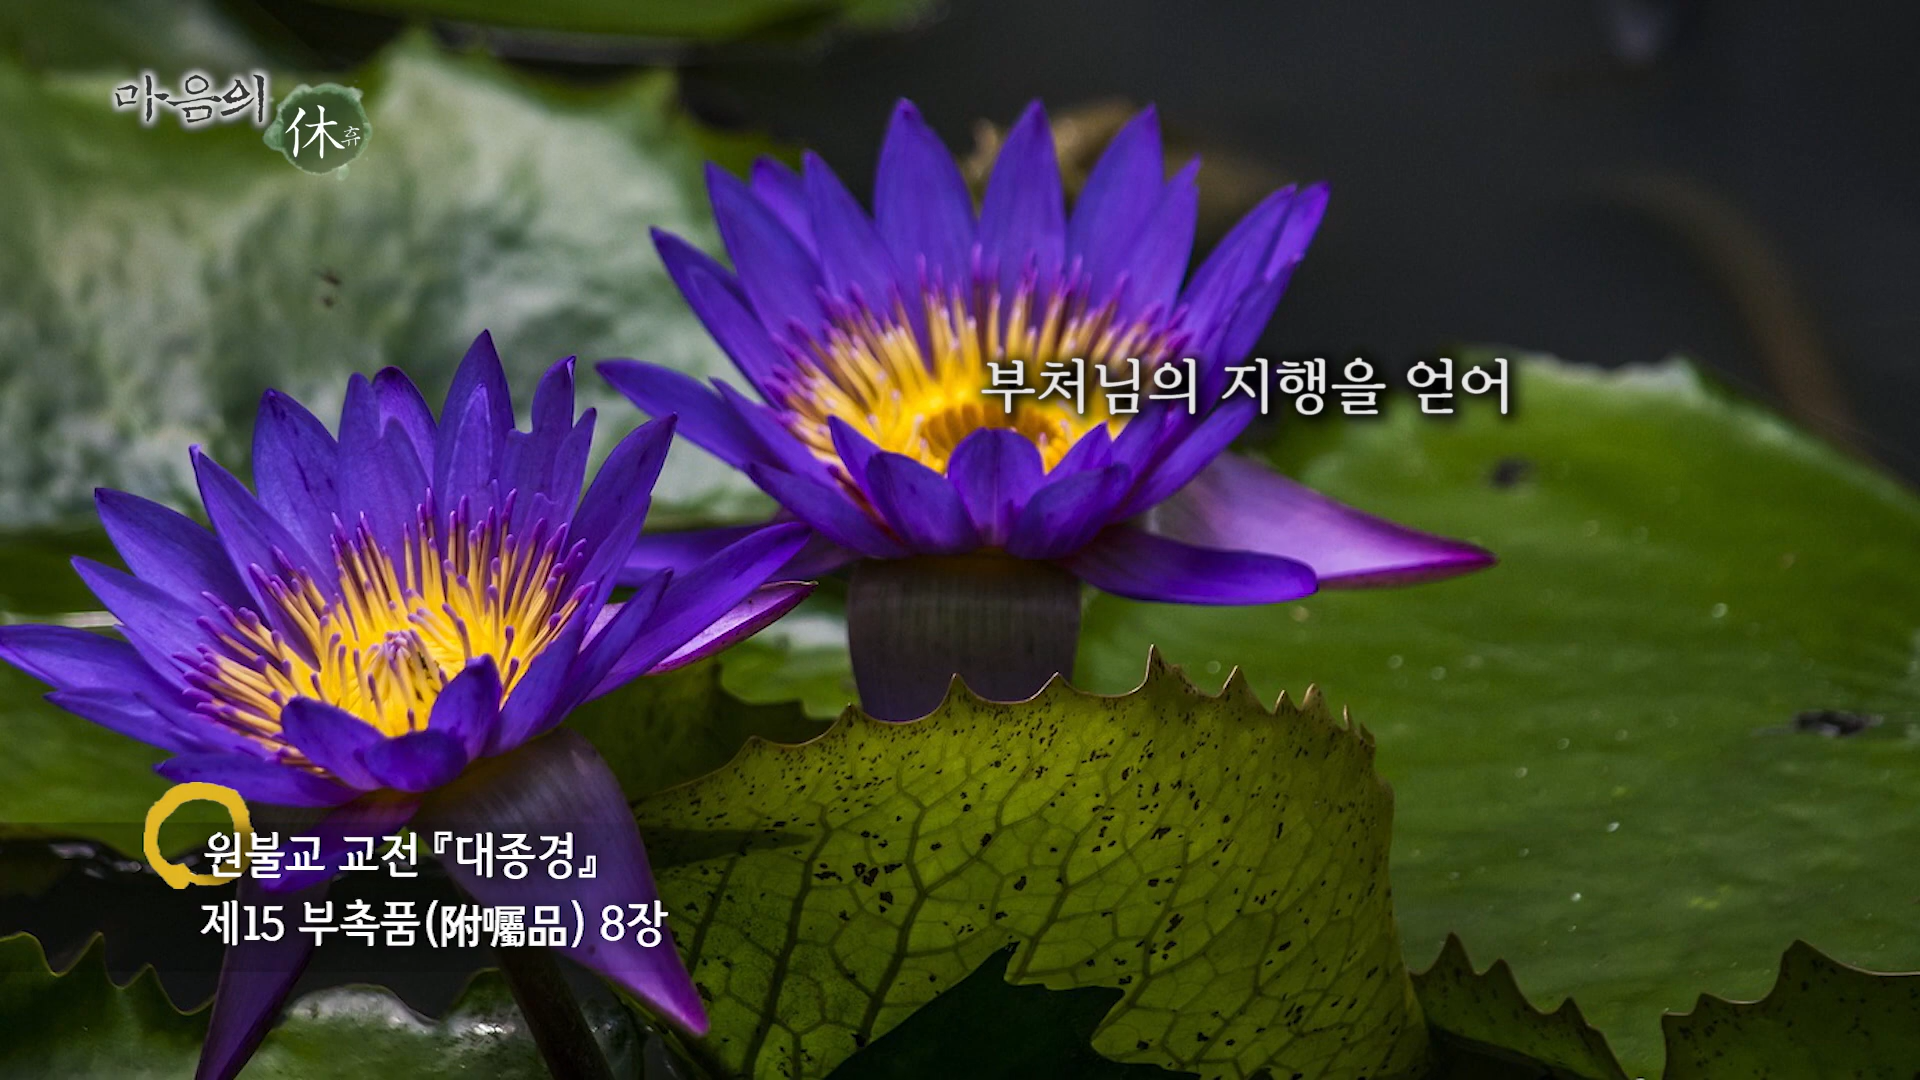 마음의 休휴
부처님의 지행을 얻어
원불교 교전 『대종경』
제15 부촉품(附囑品) 8장